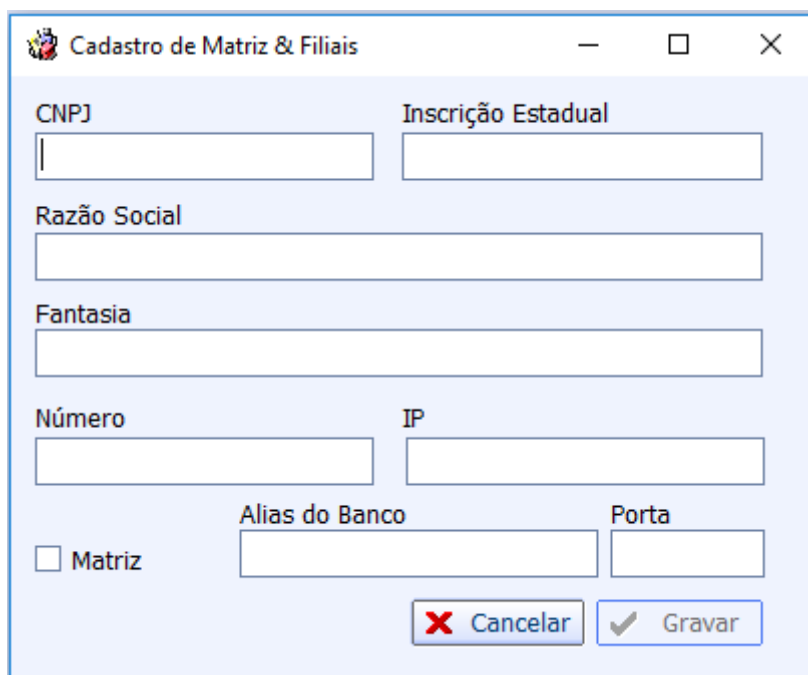 Cadastro de Matriz & Filiais
CNPJ Inscrição Estadual
Razão Social
Fantasia
Número IP
Alias do Banco Porta
Matriz
Cancelar Gravar